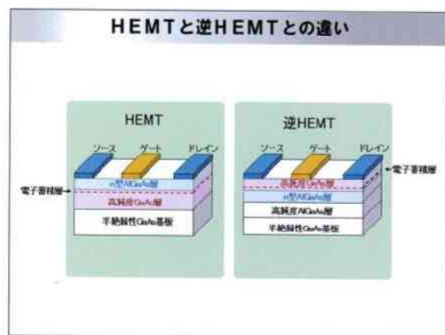 HEMTと逆HEMTとの違い
HEMT
ソース ゲート ドレイン
n型AlGaAs層
電子蓄積層
高純度GaAs層
半絶縁性GaAs基板
逆HEMT
ソース ゲート ドレイン
電子蓄積層
高純度GaAs層
n型AlGaAs層
高純度AlGaAs層
半絶縁性GaAs基板